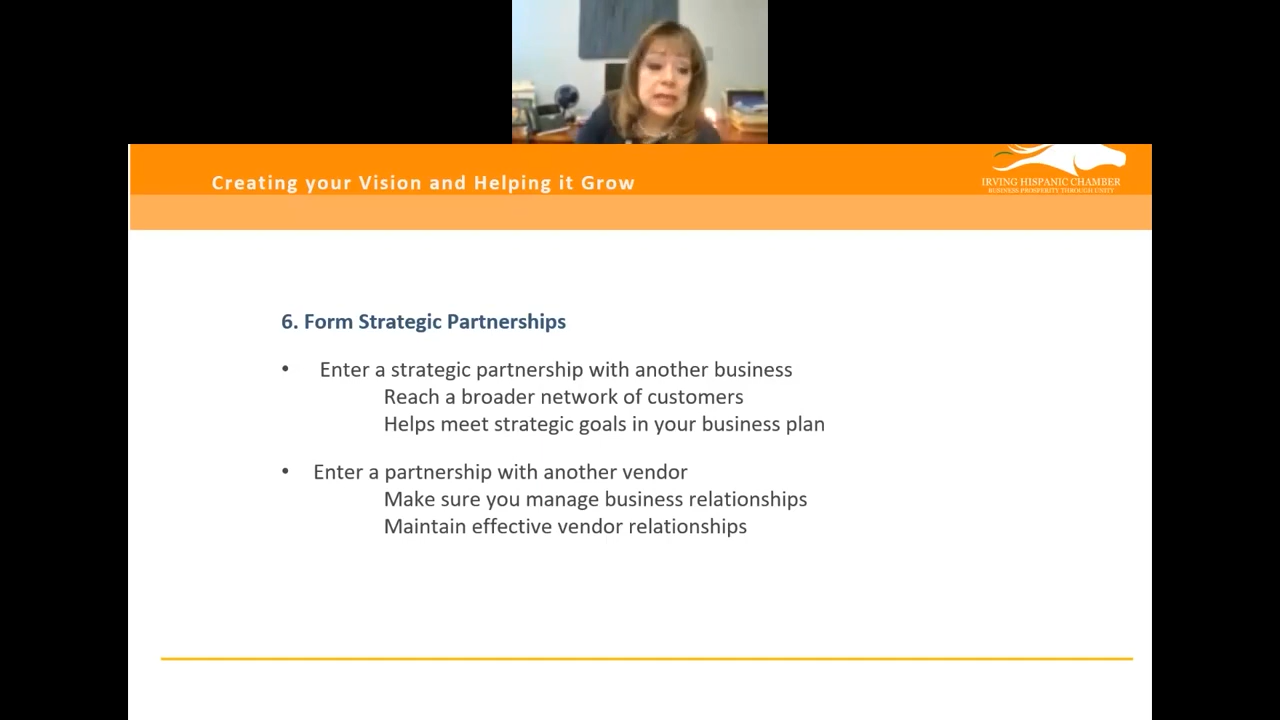 Creating your Vision and Helping it Grow
IRVING HISPANIC CHAMBER
BUSINESS PROSPERITY THROUGH UNITY
6. Form Strategic Partnerships
• Enter a strategic partnership with another business
Reach a broader network of customers
Helps meet strategic goals in your business plan
• Enter a partnership with another vendor
Make sure you manage business relationships
Maintain effective vendor relationships